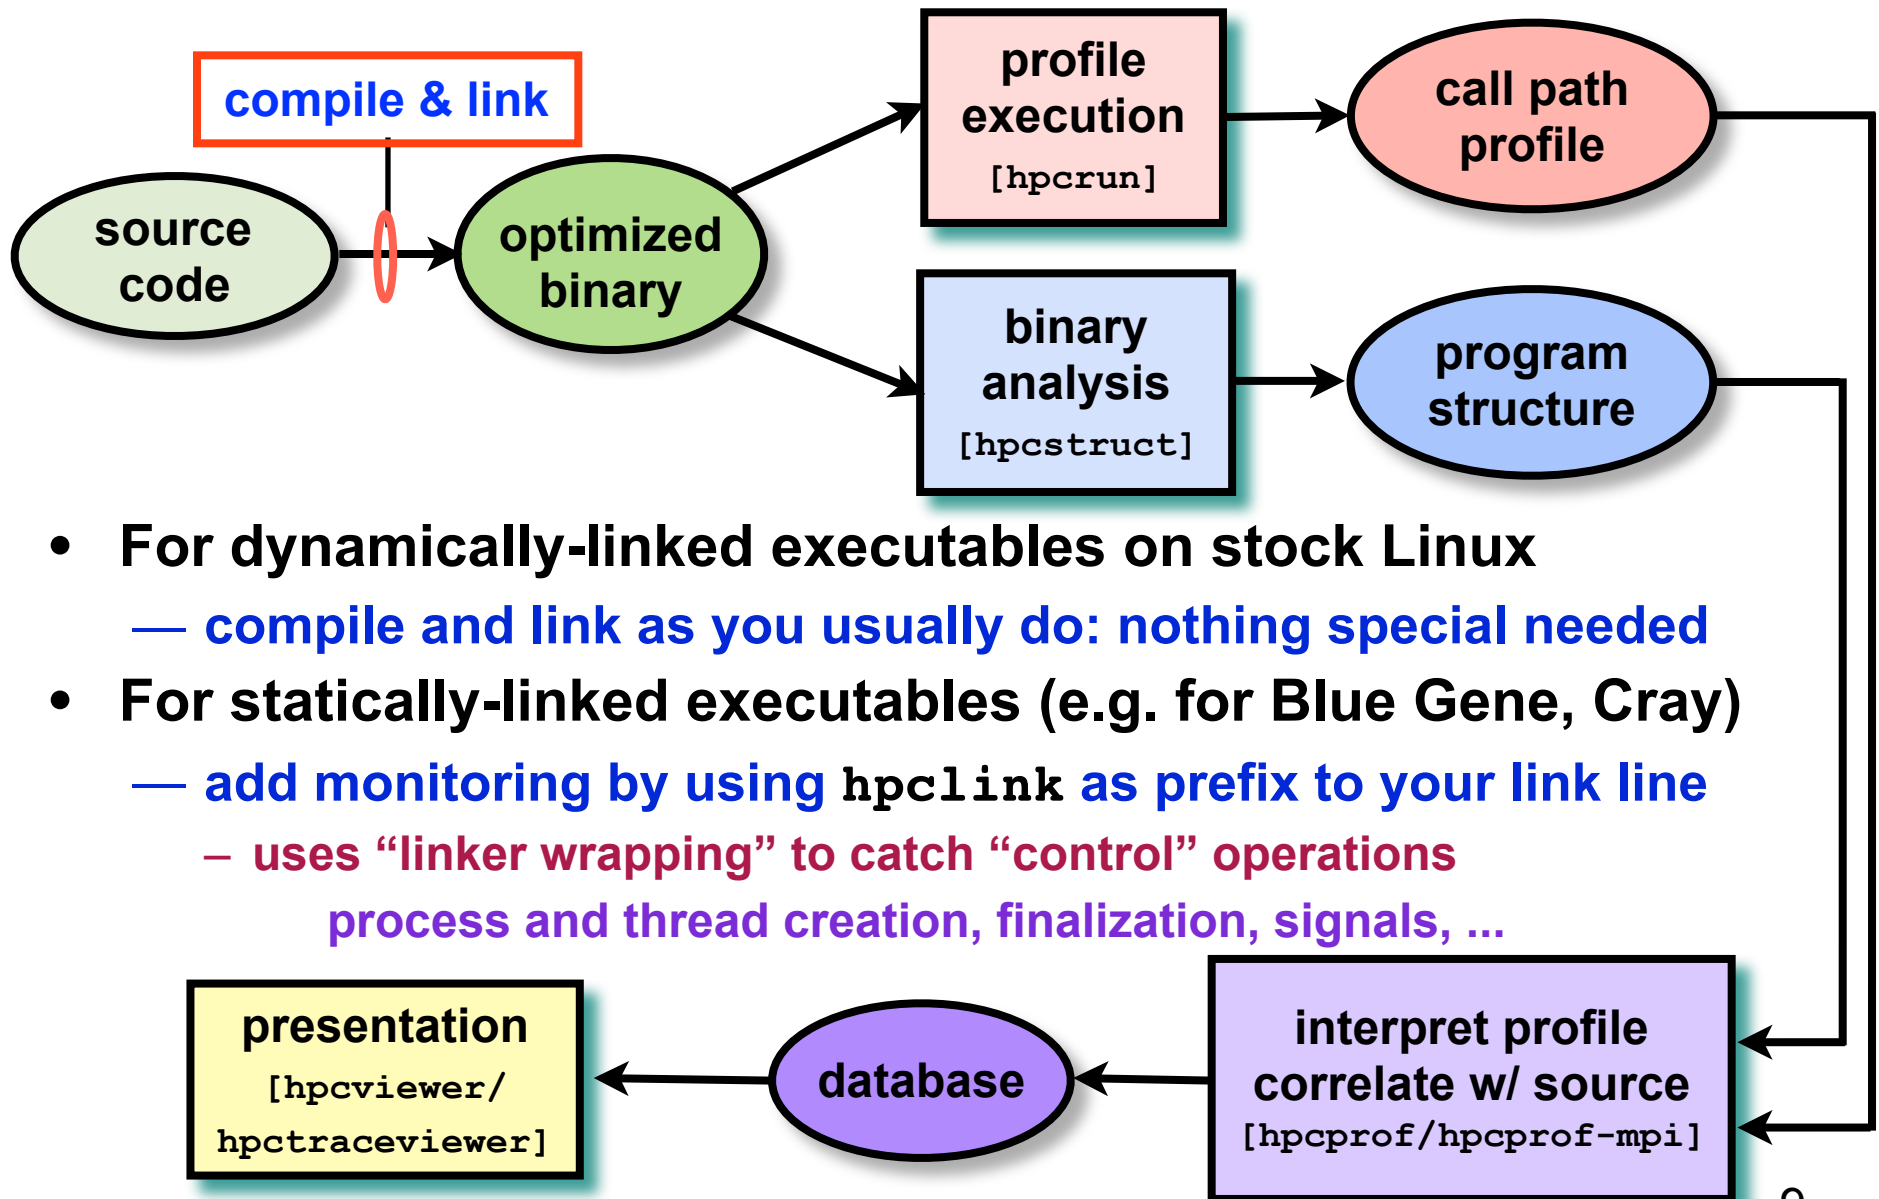 compile & link
source
code
optimized
binary
profile
execution
[hpcrun]
call path
profile
binary
analysis
[hpcstruct]
program
structure
• For dynamically-linked executables on stock Linux
— compile and link as you usually do: nothing special needed
• For statically-linked executables (e.g. for Blue Gene, Cray)
— add monitoring by using hpclink as prefix to your link line
– uses “linker wrapping” to catch “control” operations
process and thread creation, finalization, signals, ...
presentation
[hpcviewer/
hpctraceviewer]
database
interpret profile
correlate w/ source
[hpcprof/hpcprof-mpi]